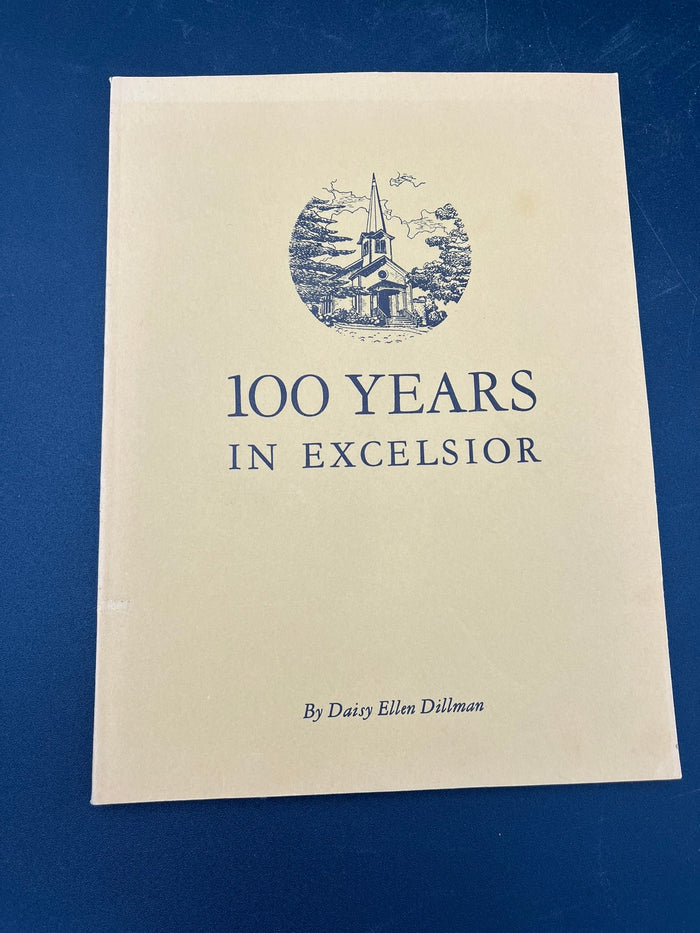 100 YEARS
IN EXCELSIOR
By Daisy Ellen Dillman